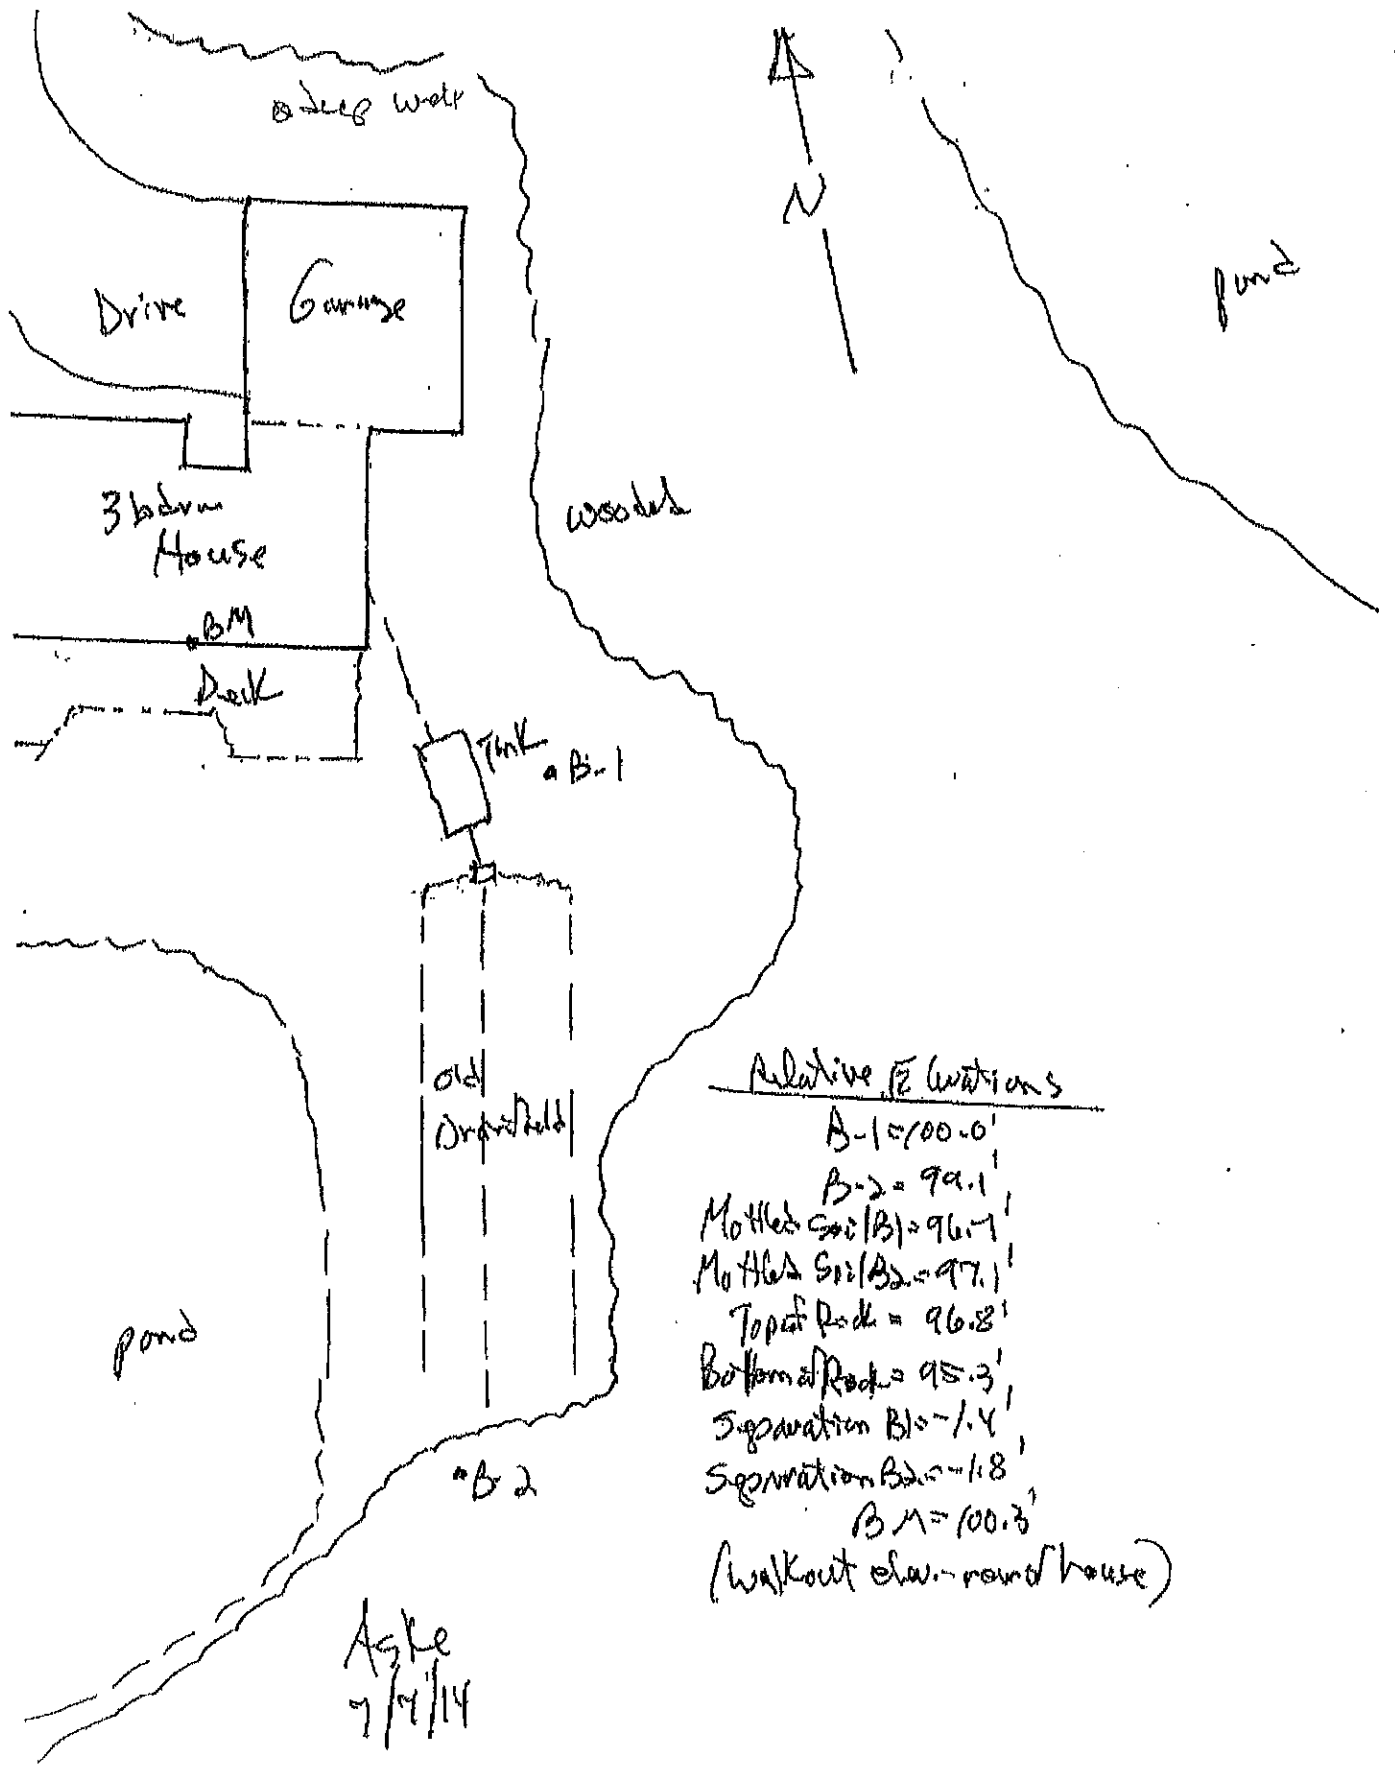 deep well
N
pond
Drive
Garage
3 bdrm
House
wooded
BM
Deck
Tank
B-1
Old
Drainfield
pond
B-2
Relative Elevations
B-1=100.0'
B-2=99.1'
Mottled Soil B1=96.7'
Mottled Soil B2=97.1'
Top of Rock = 96.8'
Bottom of Rock = 95.3'
Separation B1=-1.4'
Separation B2=-1.8'
BM=100.3'
(walkout elev.-rear of house)
Aske
7/7/14